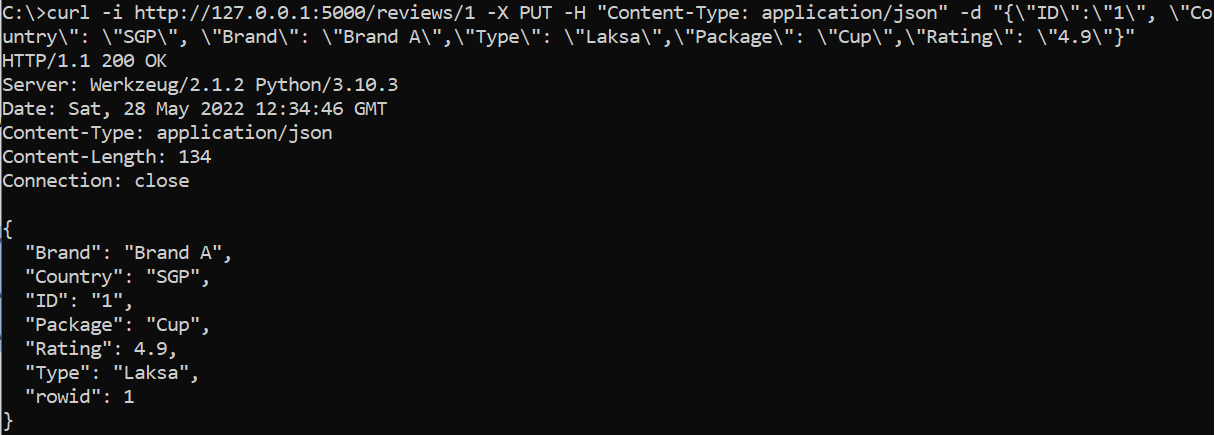 C:\>curl -i http://127.0.0.1:5000/reviews/1 -X PUT -H "Content-Type: application/json" -d "{\"ID\":\"1\", \"Co
untry\": \"SGP\", \"Brand\": \"Brand A\",\"Type\": \"Laksa\",\"Package\": \"Cup\",\"Rating\": \"4.9\"}"
HTTP/1.1 200 OK
Server: Werkzeug/2.1.2 Python/3.10.3
Date: Sat, 28 May 2022 12:34:46 GMT
Content-Type: application/json
Content-Length: 134
Connection: close

{
  "Brand": "Brand A",
  "Country": "SGP",
  "ID": "1",
  "Package": "Cup",
  "Rating": 4.9,
  "Type": "Laksa",
  "rowid": 1
}